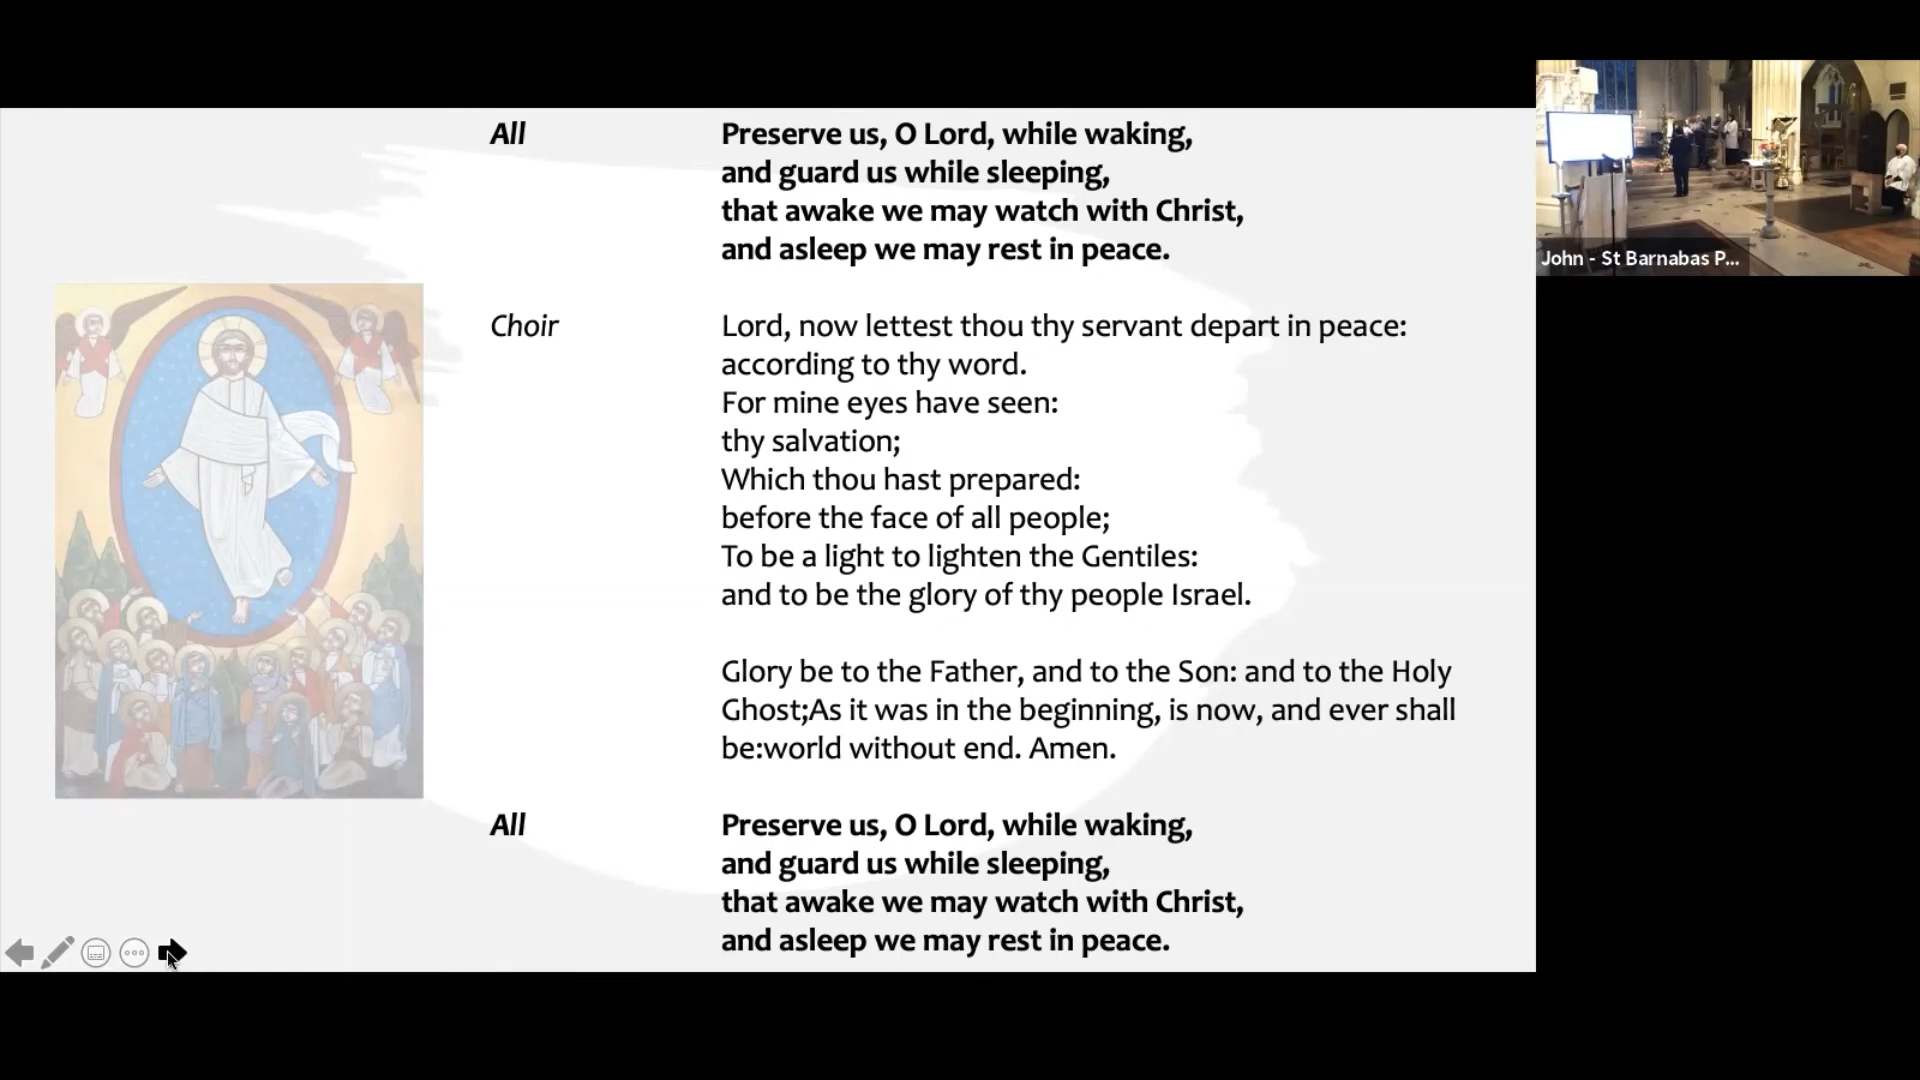 All
Preserve us, O Lord, while waking,
and guard us while sleeping,
that awake we may watch with Christ,
and asleep we may rest in peace.
Choir
Lord, now lettest thou thy servant depart in peace:
according to thy word.
For mine eyes have seen:
thy salvation;
Which thou hast prepared:
before the face of all people;
To be a light to lighten the Gentiles:
and to be the glory of thy people Israel.
Glory be to the Father, and to the Son: and to the Holy
Ghost;As it was in the beginning, is now, and ever shall
be:world without end. Amen.
All
Preserve us, O Lord, while waking,
and guard us while sleeping,
that awake we may watch with Christ,
and asleep we may rest in peace.
John - St Barnabas P...